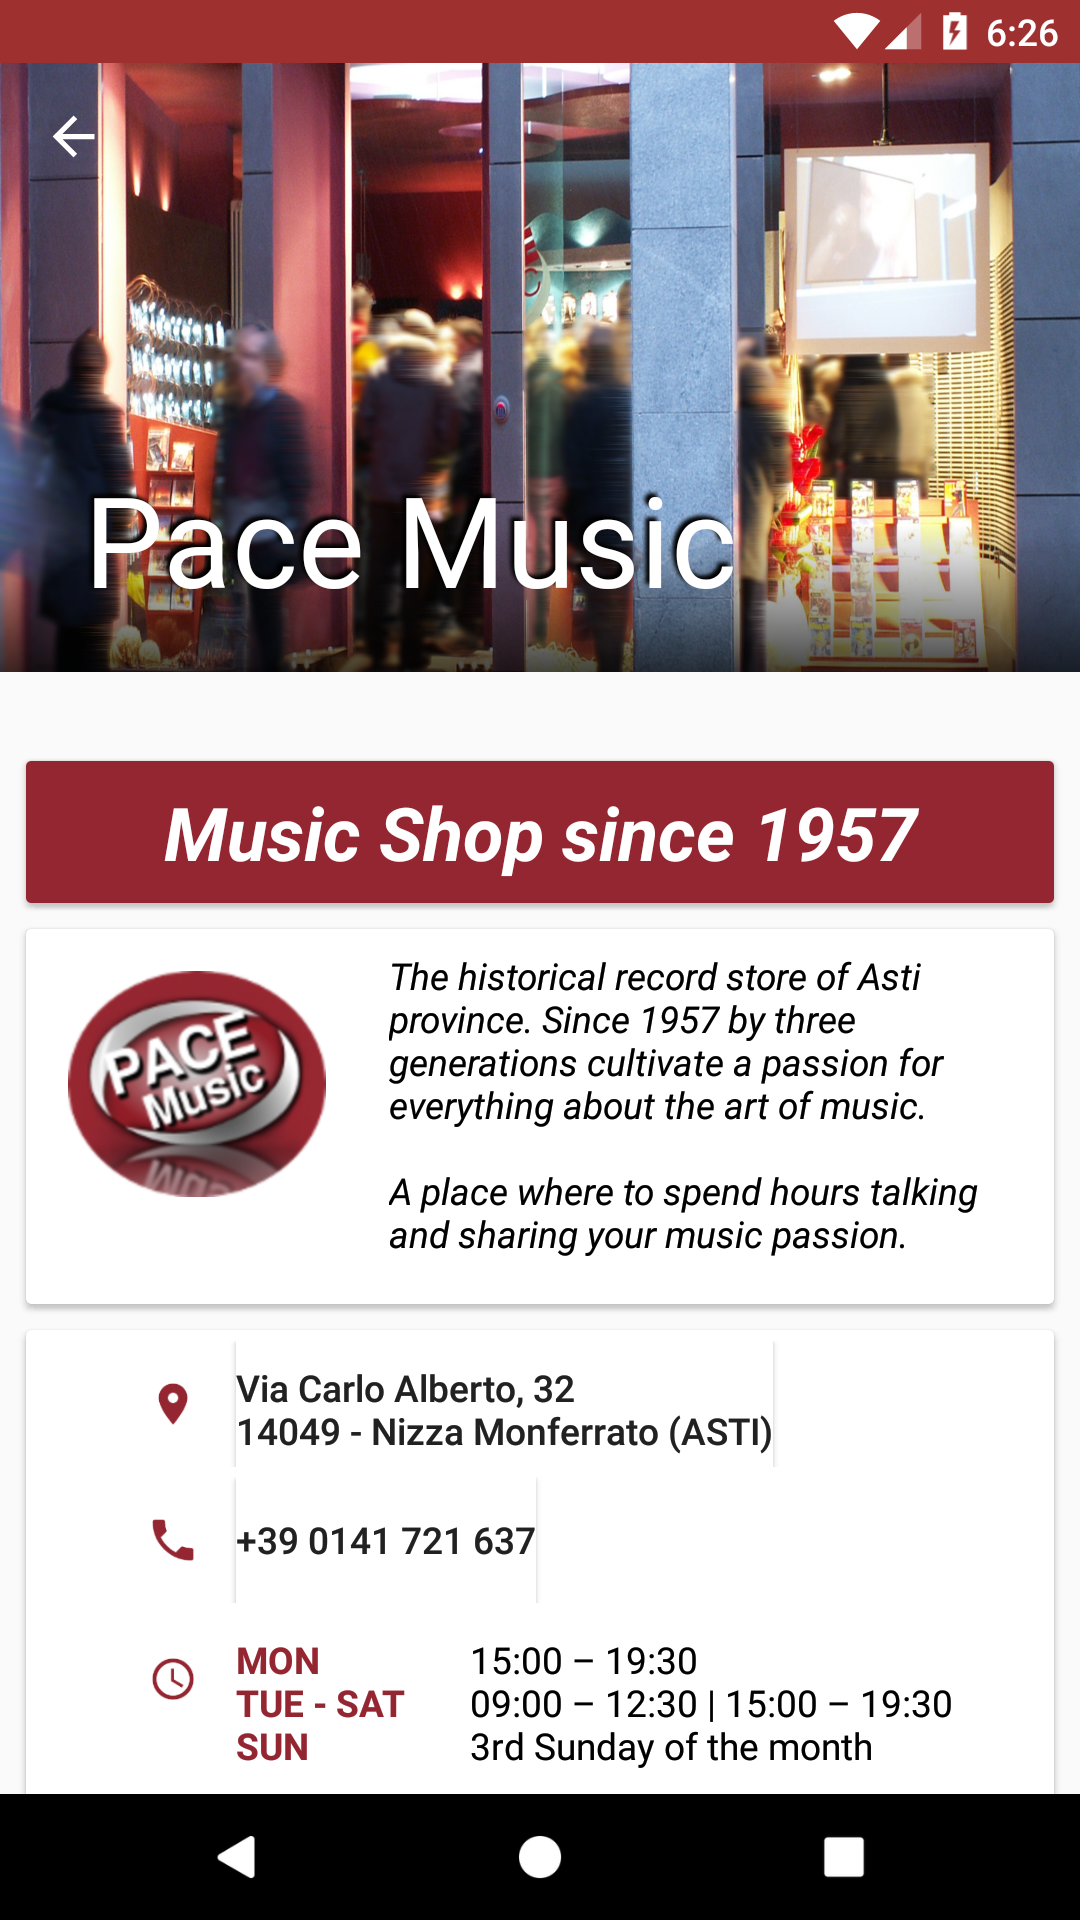 6:26
Pace Music
Music Shop since 1957
PACE
Music
The historical record store of Asti
province. Since 1957 by three
generations cultivate a passion for
everything about the art of music.
A place where to spend hours talking
and sharing your music passion.
Via Carlo Alberto, 32
14049 - Nizza Monferrato (ASTI)
+39 0141 721 637
MON 15:00 – 19:30
TUE - SAT 09:00 – 12:30 | 15:00 – 19:30
SUN 3rd Sunday of the month